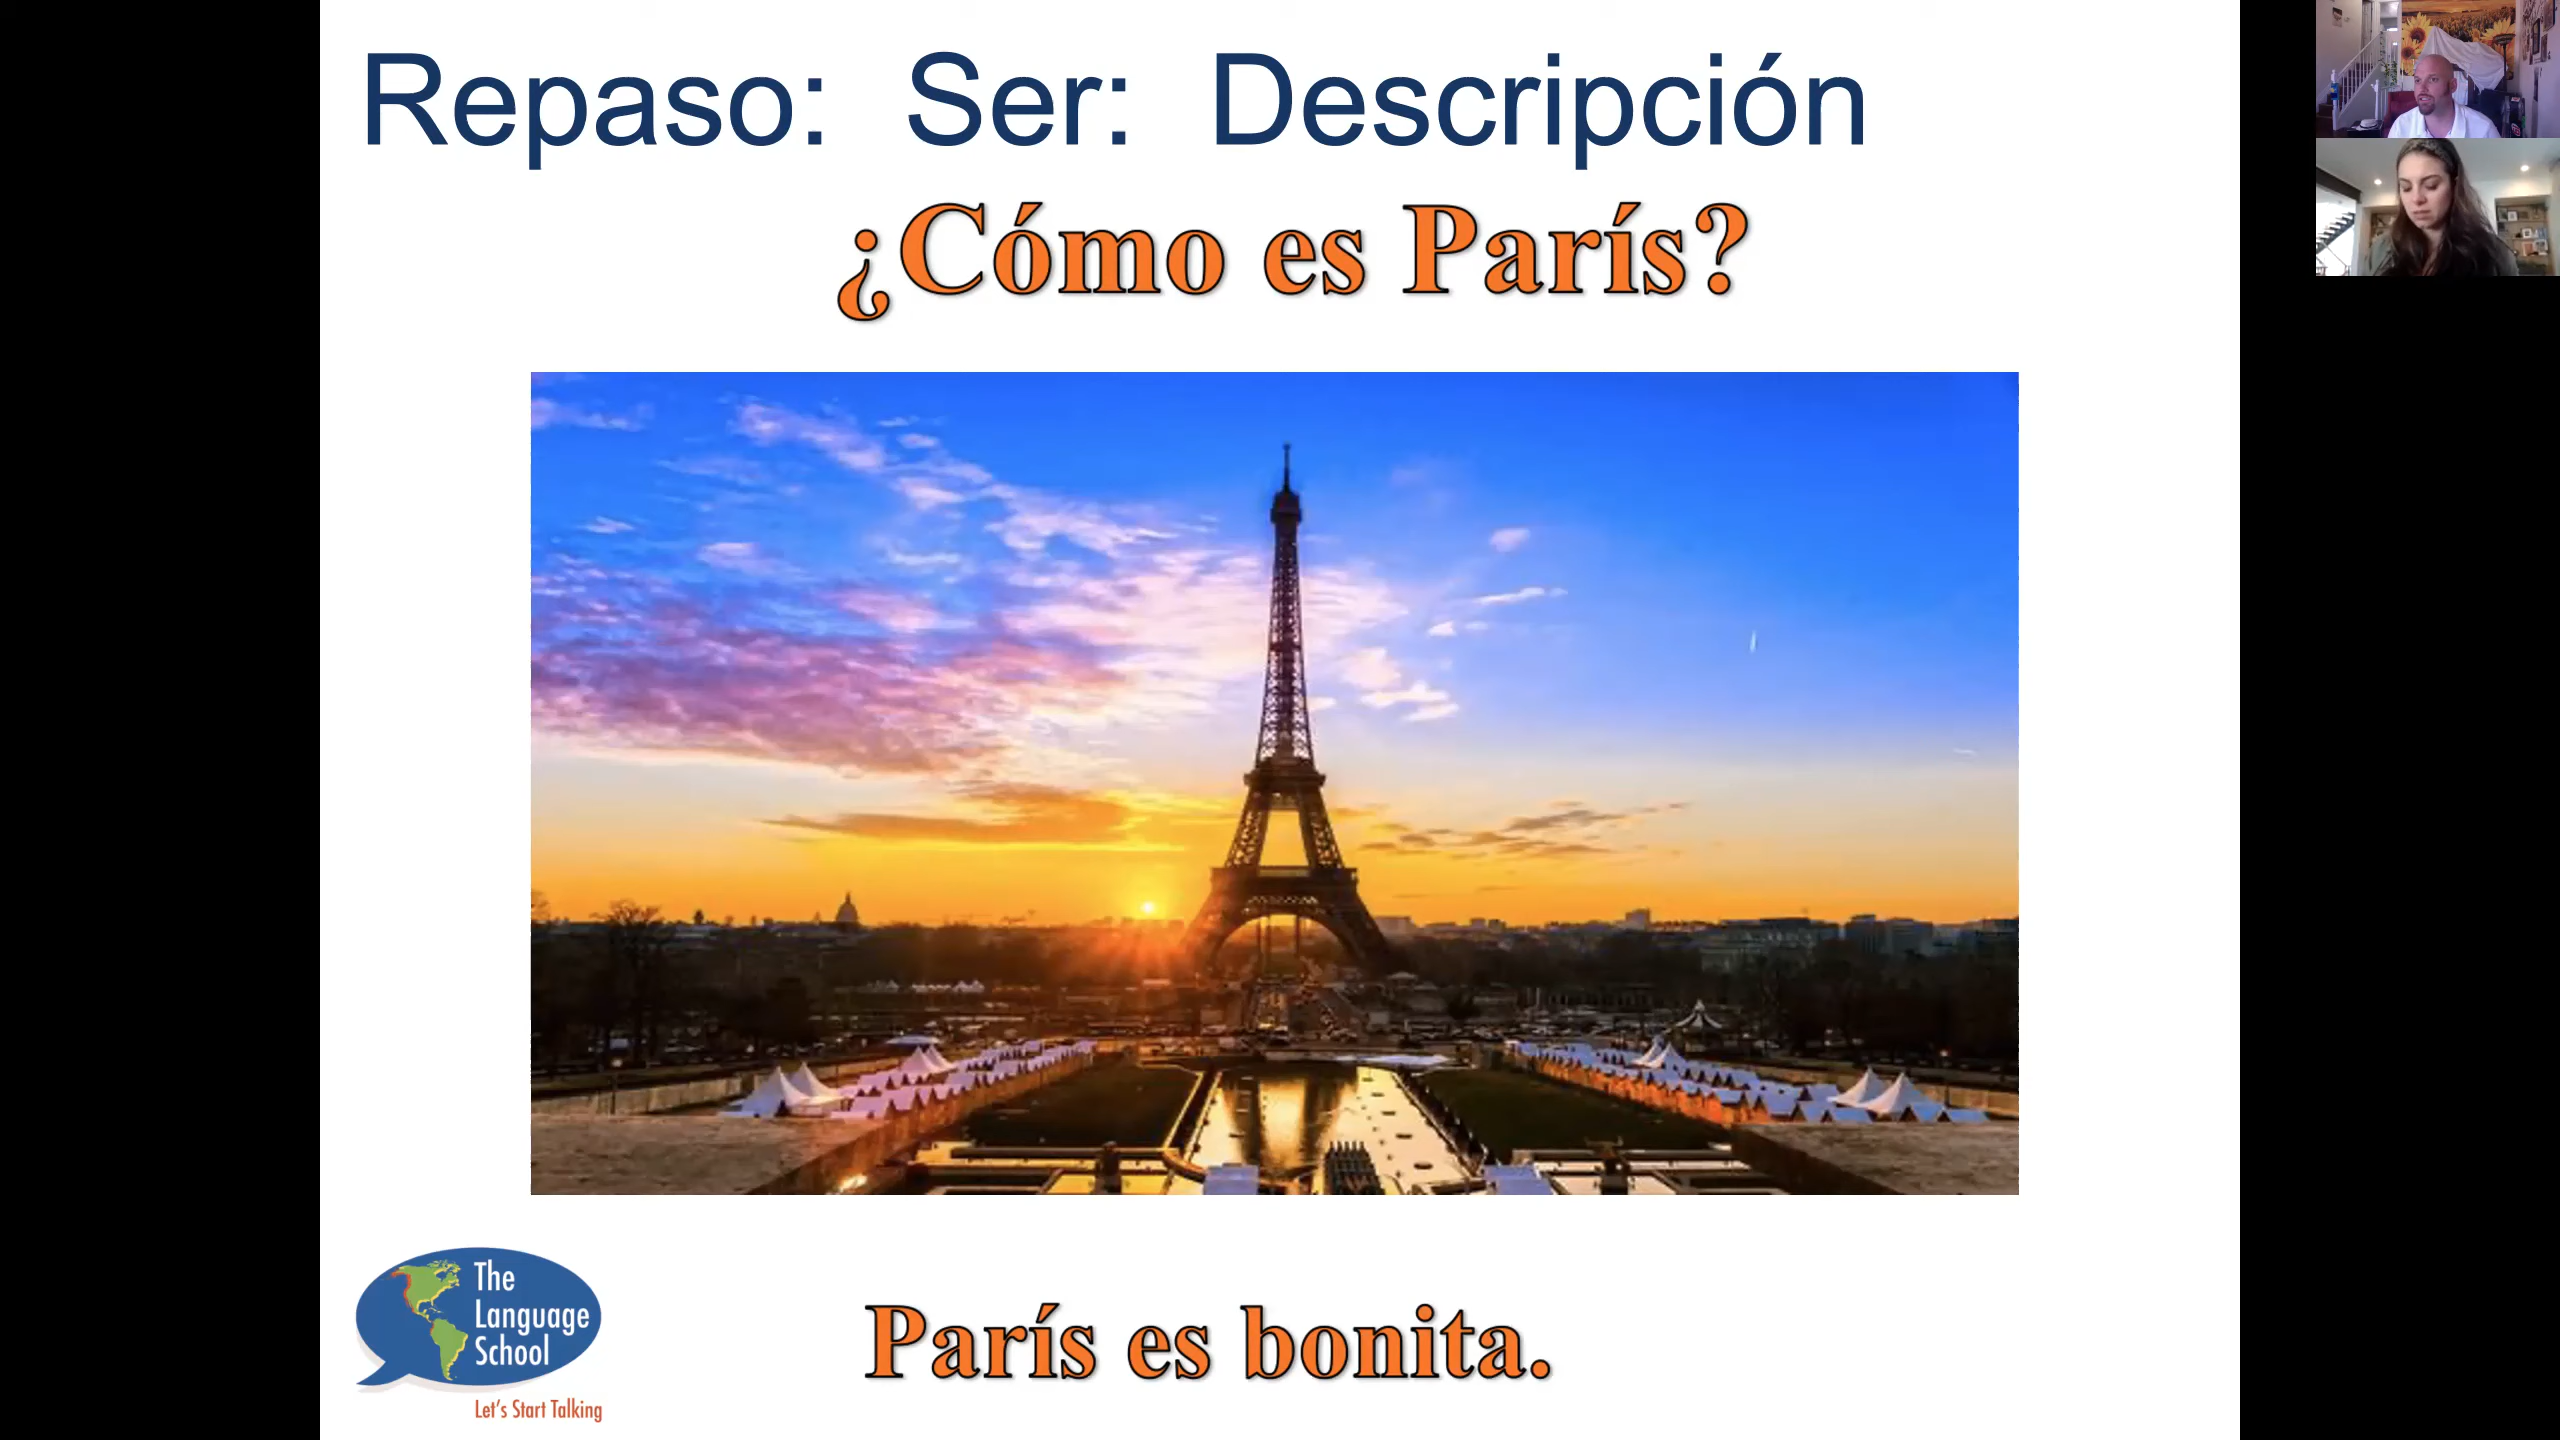 Repaso: Ser: Descripción
¿Cómo es París?
The
Language
School
Let's Start Talking
París es bonita.